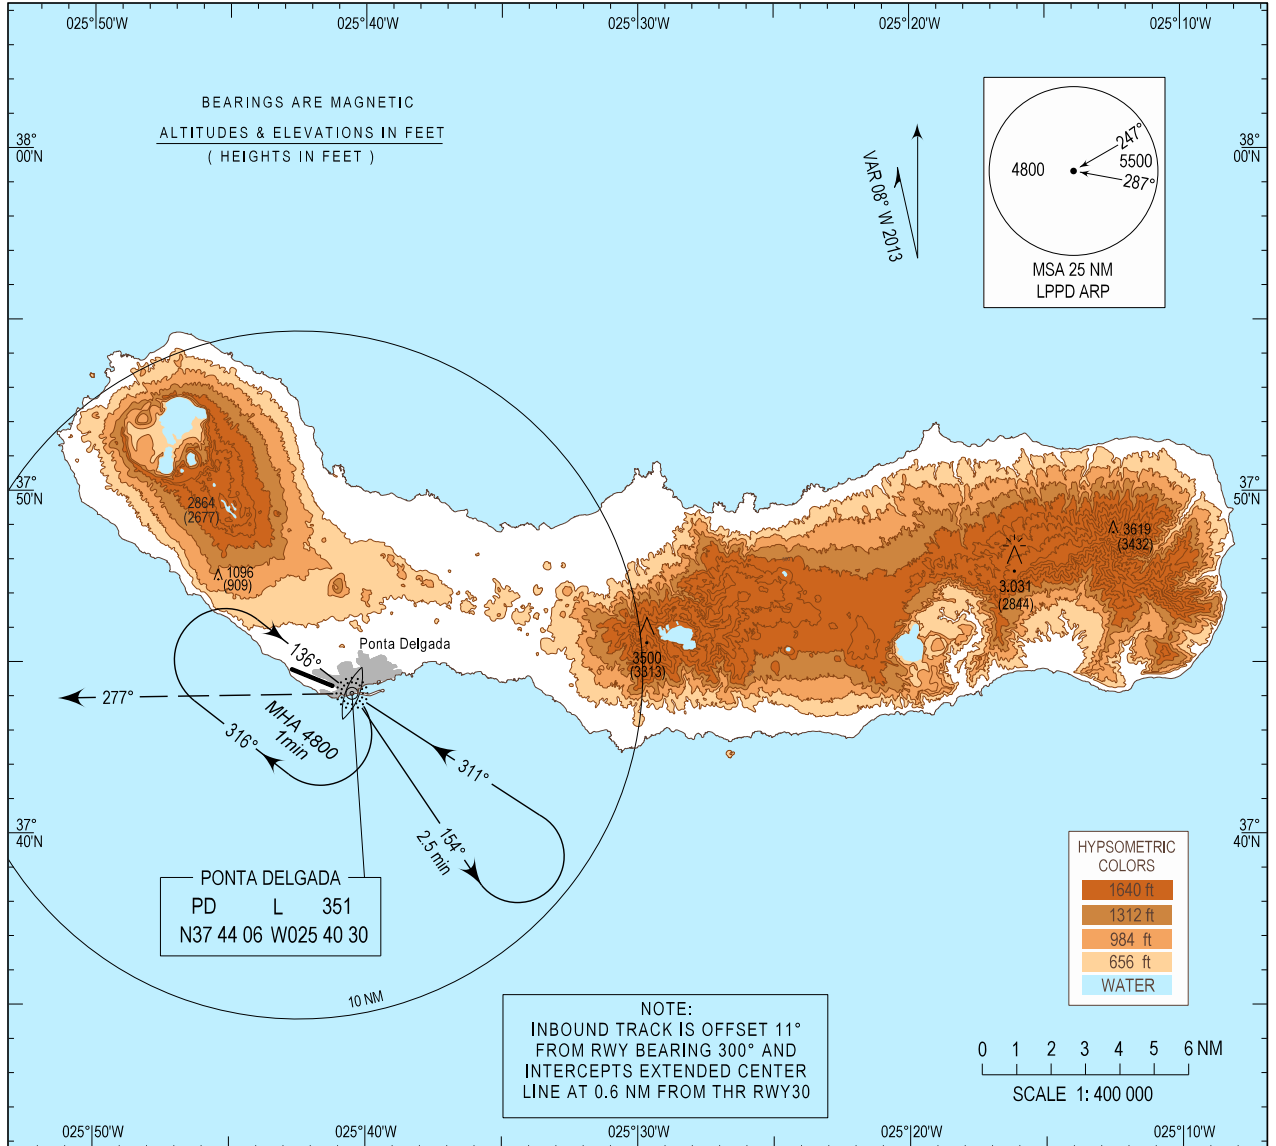 025°50'W
025°40'W
025°30'W
025°20'W
025°10'W
BEARINGS ARE MAGNETIC
ALTITUDES & ELEVATIONS IN FEET
( HEIGHTS IN FEET )
38°
00'N
38°
00'N
VAR 08° W 2013
247°
4800
5500
287°
MSA 25 NM
LPPD ARP
37°
50'N
37°
50'N
2864
(2677)
1096
(909)
3619
(3432)
3.031
(2844)
3500
(3313)
Ponta Delgada
136°
277°
MHA 4800
1min
316°
311°
154°
2.5 min
37°
40'N
37°
40'N
PONTA DELGADA
PD L 351
N37 44 06 W025 40 30
10 NM
HYPSOMETRIC
COLORS
1640 ft
1312 ft
984 ft
656 ft
WATER
NOTE:
INBOUND TRACK IS OFFSET 11°
FROM RWY BEARING 300° AND
INTERCEPTS EXTENDED CENTER
LINE AT 0.6 NM FROM THR RWY30
0 1 2 3 4 5 6 NM
SCALE 1: 400 000
025°50'W
025°40'W
025°30'W
025°20'W
025°10'W